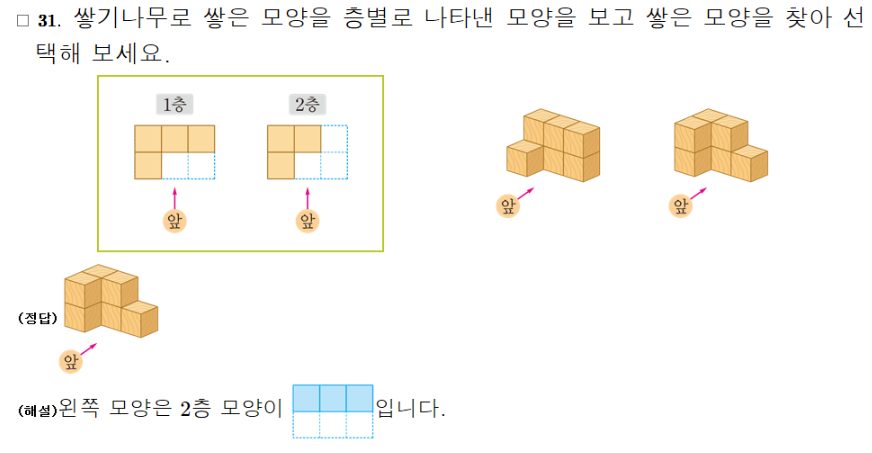 □ 31. 쌓기나무로 쌓은 모양을 층별로 나타낸 모양을 보고 쌓은 모양을 찾아 선
택해 보세요.
1층 2층
앞 앞 앞 앞
(정답)
앞
(해설)왼쪽 모양은 2층 모양이 입니다.